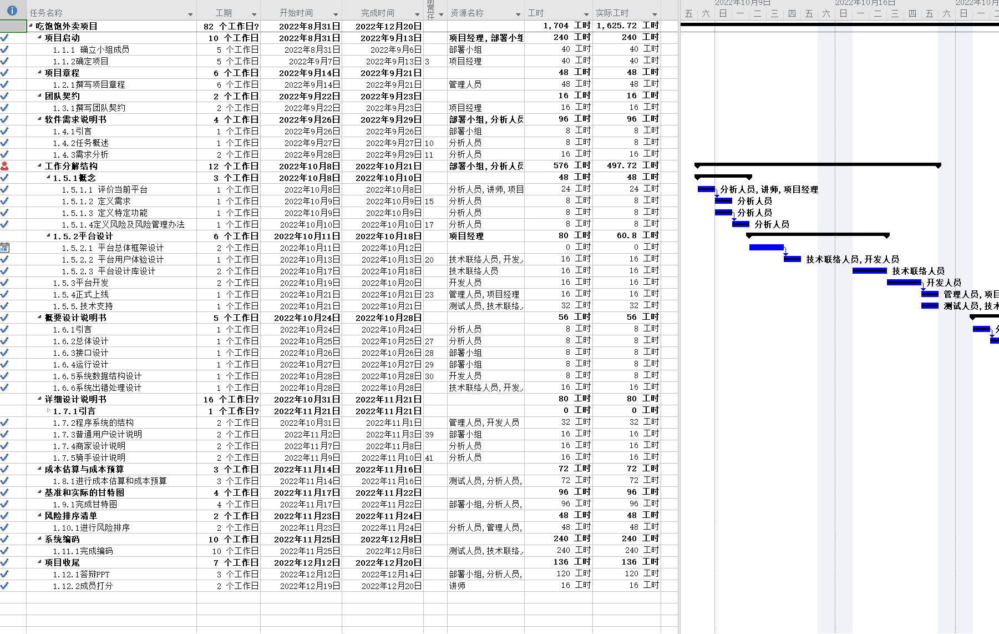 2022年10月9日 2022年10月16日 2022年10月
任务名称 工期 开始时间 完成时间 前置任 资源名称 工时 实际工时 五 六 日 一 二 三 四 五 六 日 一 二 三 四 五 六 日 一 二
吃饱饱外卖项目 82 个工作日? 2022年8月31日 2022年12月20日 1,704 工时 1,625.72 工时
项目启动 10 个工作日 2022年8月31日 2022年9月13日 项目经理,部署小组 240 工时 240 工时
1.1.1 确立小组成员 5 个工作日 2022年8月31日 2022年9月6日 部署小组 40 工时 40 工时
1.1.2确定项目 5 个工作日 2022年9月7日 2022年9月13日 3 项目经理 40 工时 40 工时
项目章程 6 个工作日 2022年9月14日 2022年9月21日 48 工时 48 工时
1.2.1撰写项目章程 6 个工作日 2022年9月14日 2022年9月21日 管理人员 48 工时 48 工时
团队契约 2 个工作日 2022年9月22日 2022年9月23日 16 工时 16 工时
1.3.1撰写团队契约 2 个工作日 2022年9月22日 2022年9月23日 项目经理 16 工时 16 工时
软件需求说明书 4 个工作日 2022年9月26日 2022年9月29日 部署小组,分析人员 96 工时 96 工时
1.4.1引言 1 个工作日 2022年9月26日 2022年9月26日 部署小组 8 工时 8 工时
1.4.2任务概述 1 个工作日 2022年9月27日 2022年9月27日 10 分析人员 8 工时 8 工时
1.4.3需求分析 2 个工作日 2022年9月28日 2022年9月29日 11 分析人员 16 工时 16 工时
工作分解结构 12 个工作日 2022年10月8日 2022年10月21日 部署小组,分析人员 576 工时 497.72 工时
1.5.1概念 3 个工作日 2022年10月8日 2022年10月10日 48 工时 48 工时
1.5.1.1 评价当前平台 1 个工作日 2022年10月8日 2022年10月8日 分析人员,讲师,项目 24 工时 24 工时 分析人员,讲师,项目经理
1.5.1.2 定义需求 1 个工作日 2022年10月9日 2022年10月9日 15 分析人员 8 工时 8 工时 分析人员
1.5.1.3 定义特定功能 1 个工作日 2022年10月9日 2022年10月9日 分析人员 8 工时 8 工时 分析人员
1.5.1.4定义风险及风险管理办法 1 个工作日 2022年10月10日 2022年10月10日 17 分析人员 8 工时 8 工时 分析人员
1.5.2平台设计 6 个工作日 2022年10月11日 2022年10月18日 项目经理 80 工时 60.8 工时
1.5.2.1 平台总体框架设计 2 个工作日 2022年10月11日 2022年10月12日 0 工时 0 工时
1.5.2.2 平台用户体验设计 1 个工作日 2022年10月13日 2022年10月13日 20 技术联络人员,开发人 16 工时 16 工时 技术联络人员,开发人员
1.5.2.3 平台设计库设计 2 个工作日 2022年10月17日 2022年10月18日 技术联络人员 16 工时 16 工时 技术联络人员
1.5.3平台开发 2 个工作日 2022年10月19日 2022年10月20日 开发人员 16 工时 16 工时 开发人员
1.5.4正式上线 1 个工作日 2022年10月21日 2022年10月21日 23 管理人员,项目经理 16 工时 16 工时 管理人员,项目
1.5.5.技术支持 1 个工作日 2022年10月21日 2022年10月21日 测试人员,技术联络人 32 工时 32 工时 测试人员,技术
概要设计说明书 5 个工作日 2022年10月24日 2022年10月28日 56 工时 56 工时
1.6.1引言 1 个工作日 2022年10月24日 2022年10月24日 分析人员 8 工时 8 工时 分
1.6.2总体设计 1 个工作日 2022年10月25日 2022年10月25日 27 分析人员 8 工时 8 工时
1.6.3接口设计 1 个工作日 2022年10月26日 2022年10月26日 28 部署小组 8 工时 8 工时
1.6.4运行设计 1 个工作日 2022年10月27日 2022年10月27日 29 部署小组 8 工时 8 工时
1.6.5系统数据结构设计 1 个工作日 2022年10月28日 2022年10月28日 30 开发人员 8 工时 8 工时
1.6.6系统出错处理设计 1 个工作日 2022年10月28日 2022年10月28日 技术联络人员,开发人 16 工时 16 工时
详细设计说明书 16 个工作日? 2022年10月31日 2022年11月21日 80 工时 80 工时
1.7.1引言 1 个工作日? 2022年11月21日 2022年11月21日 0 工时 0 工时
1.7.2程序系统的结构 2 个工作日 2022年10月31日 2022年11月1日 管理人员,开发人员 32 工时 32 工时
1.7.3普通用户设计说明 2 个工作日 2022年11月2日 2022年11月3日 39 部署小组 16 工时 16 工时
1.7.4商家设计说明 2 个工作日 2022年11月7日 2022年11月8日 分析人员 16 工时 16 工时
1.7.5骑手设计说明 2 个工作日 2022年11月9日 2022年11月10日 41 分析人员 16 工时 16 工时
成本估算与成本预算 3 个工作日 2022年11月14日 2022年11月16日 72 工时 72 工时
1.8.1进行成本估算和成本预算 3 个工作日 2022年11月14日 2022年11月16日 测试人员,分析人员, 72 工时 72 工时
基准和实际的甘特图 4 个工作日 2022年11月17日 2022年11月22日 96 工时 96 工时
1.9.1完成甘特图 4 个工作日 2022年11月17日 2022年11月22日 部署小组,分析人员, 96 工时 96 工时
风险排序清单 2 个工作日 2022年11月23日 2022年11月24日 48 工时 48 工时
1.10.1进行风险排序 2 个工作日 2022年11月23日 2022年11月24日 分析人员,管理人员, 48 工时 48 工时
系统编码 10 个工作日 2022年11月25日 2022年12月8日 240 工时 240 工时
1.11.1完成编码 10 个工作日 2022年11月25日 2022年12月8日 测试人员,技术联络人 240 工时 240 工时
项目收尾 7 个工作日 2022年12月12日 2022年12月20日 136 工时 136 工时
1.12.1答辩PPT 3 个工作日 2022年12月12日 2022年12月14日 部署小组,分析人员, 120 工时 120 工时
1.12.2成员打分 2 个工作日 2022年12月19日 2022年12月20日 讲师 16 工时 16 工时